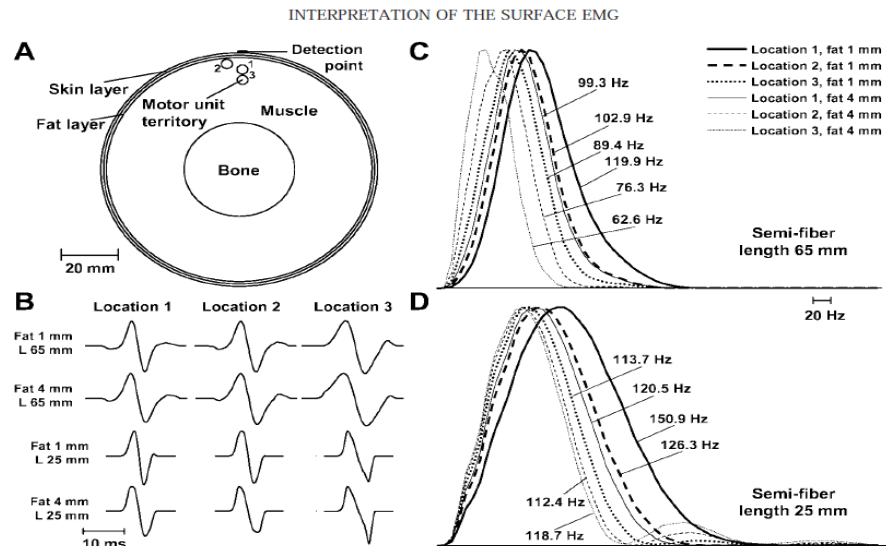 INTERPRETATION OF THE SURFACE EMG
A
Detection
point
2
1
3
Skin layer
Motor unit
territory
Muscle
Fat layer
Bone
20 mm
B
Location 1 Location 2 Location 3
Fat 1 mm
L 65 mm
Fat 4 mm
L 65 mm
Fat 1 mm
L 25 mm
Fat 4 mm
L 25 mm
10 ms
C
Location 1, fat 1 mm
Location 2, fat 1 mm
Location 3, fat 1 mm
Location 1, fat 4 mm
Location 2, fat 4 mm
Location 3, fat 4 mm
99.3 Hz
102.9 Hz
89.4 Hz
119.9 Hz
76.3 Hz
62.6 Hz
Semi-fiber
length 65 mm
20 Hz
D
113.7 Hz
120.5 Hz
150.9 Hz
126.3 Hz
112.4 Hz
118.7 Hz
Semi-fiber
length 25 mm